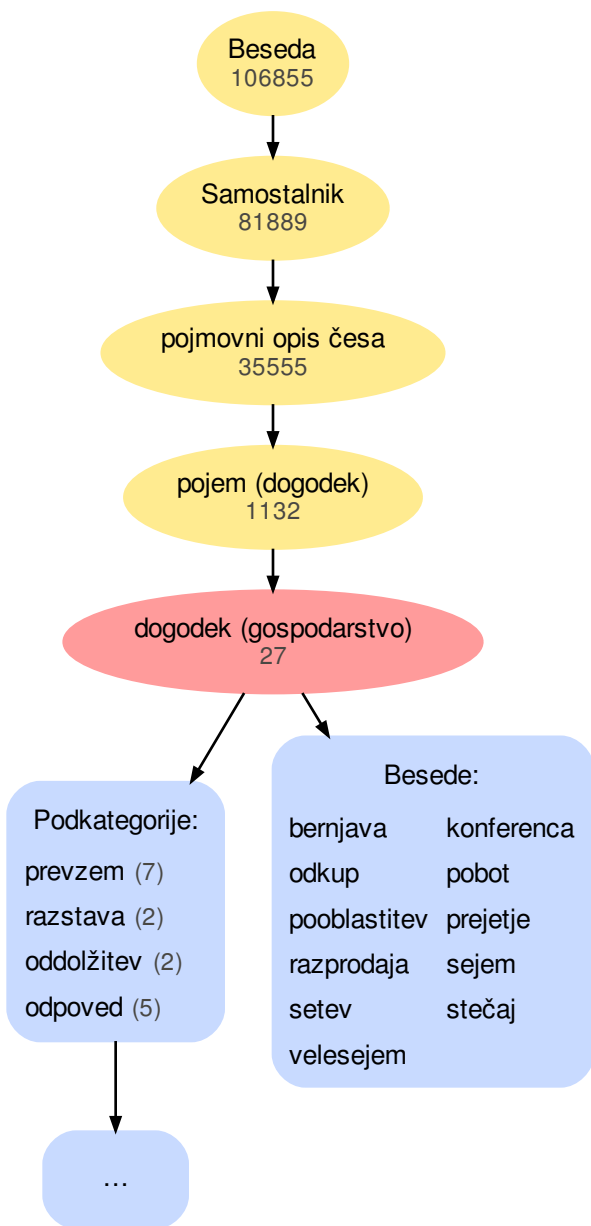 Beseda
106855
Samostalnik
81889
pojmovni opis česa
35555
pojem (dogodek)
1132
dogodek (gospodarstvo)
27
Podkategorije:
prevzem (7)
razstava (2)
oddolžitev (2)
odpoved (5)
...
Besede:
bernjava konferenca
odkup pobot
pooblastitev prejetje
razprodaja sejem
setev stečaj
velesejem